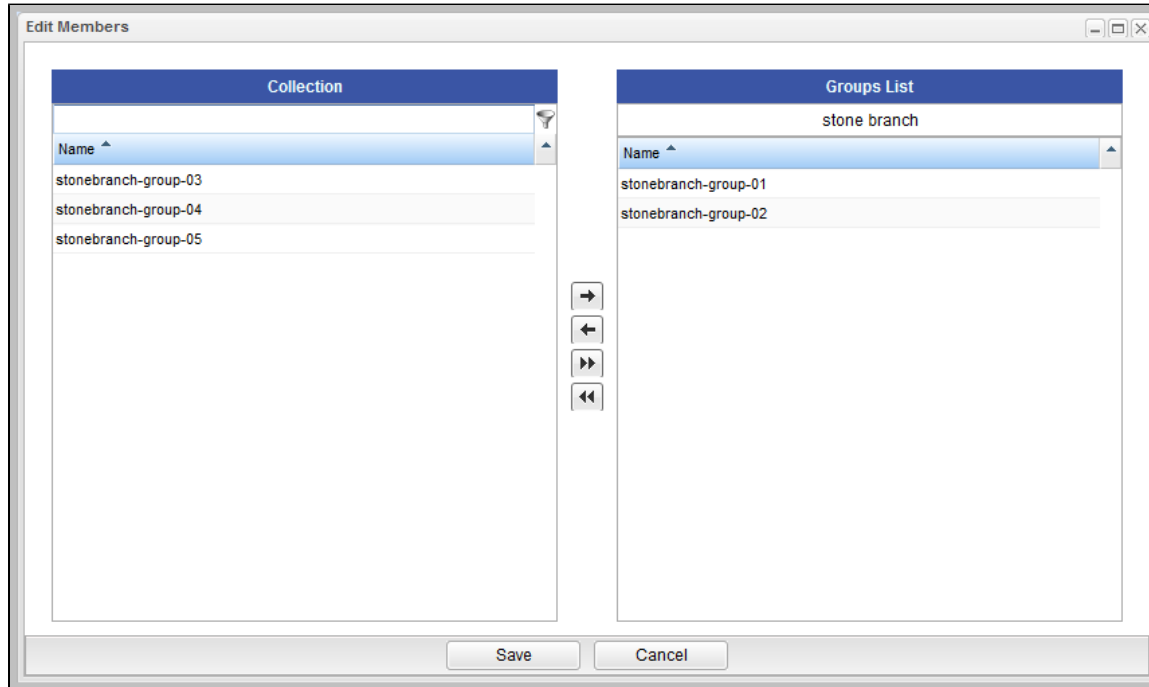 Edit Members
Collection
Groups List
stone branch
Name
Name
stonebranch-group-03
stonebranch-group-04
stonebranch-group-05
stonebranch-group-01
stonebranch-group-02
Save
Cancel